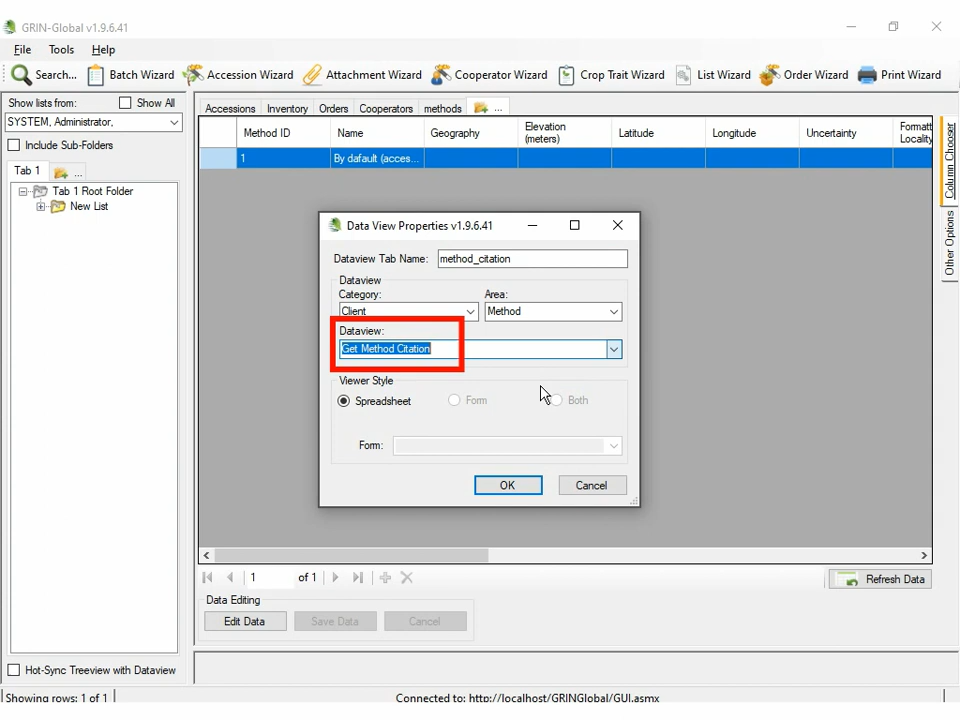 GRIN-Global v1.9.6.41
File Tools Help
Search... Batch Wizard Accession Wizard Attachment Wizard Cooperator Wizard Crop Trait Wizard List Wizard Order Wizard Print Wizard
Show lists from: Show All
SYSTEM, Administrator,
Include Sub-Folders
Tab 1 ...
Tab 1 Root Folder
New List
Hot-Sync Treeview with Dataview
Accessions Inventory Orders Cooperators methods ...
Method ID Name Geography Elevation (meters) Latitude Longitude Uncertainty Formatt Locality
1 By dafault (acces...
Column Chooser
Other Options
Data View Properties v1.9.6.41
Dataview Tab Name: method_citation
Dataview
Category: Area:
Client Method
Dataview:
Get Method Citation
Viewer Style
Spreadsheet Form Both
Form:
OK Cancel
1 of 1 Refresh Data
Data Editing
Edit Data Save Data Cancel
Showing rows: 1 of 1 Connected to: http://localhost/GRINGlobal/GUI.asmx